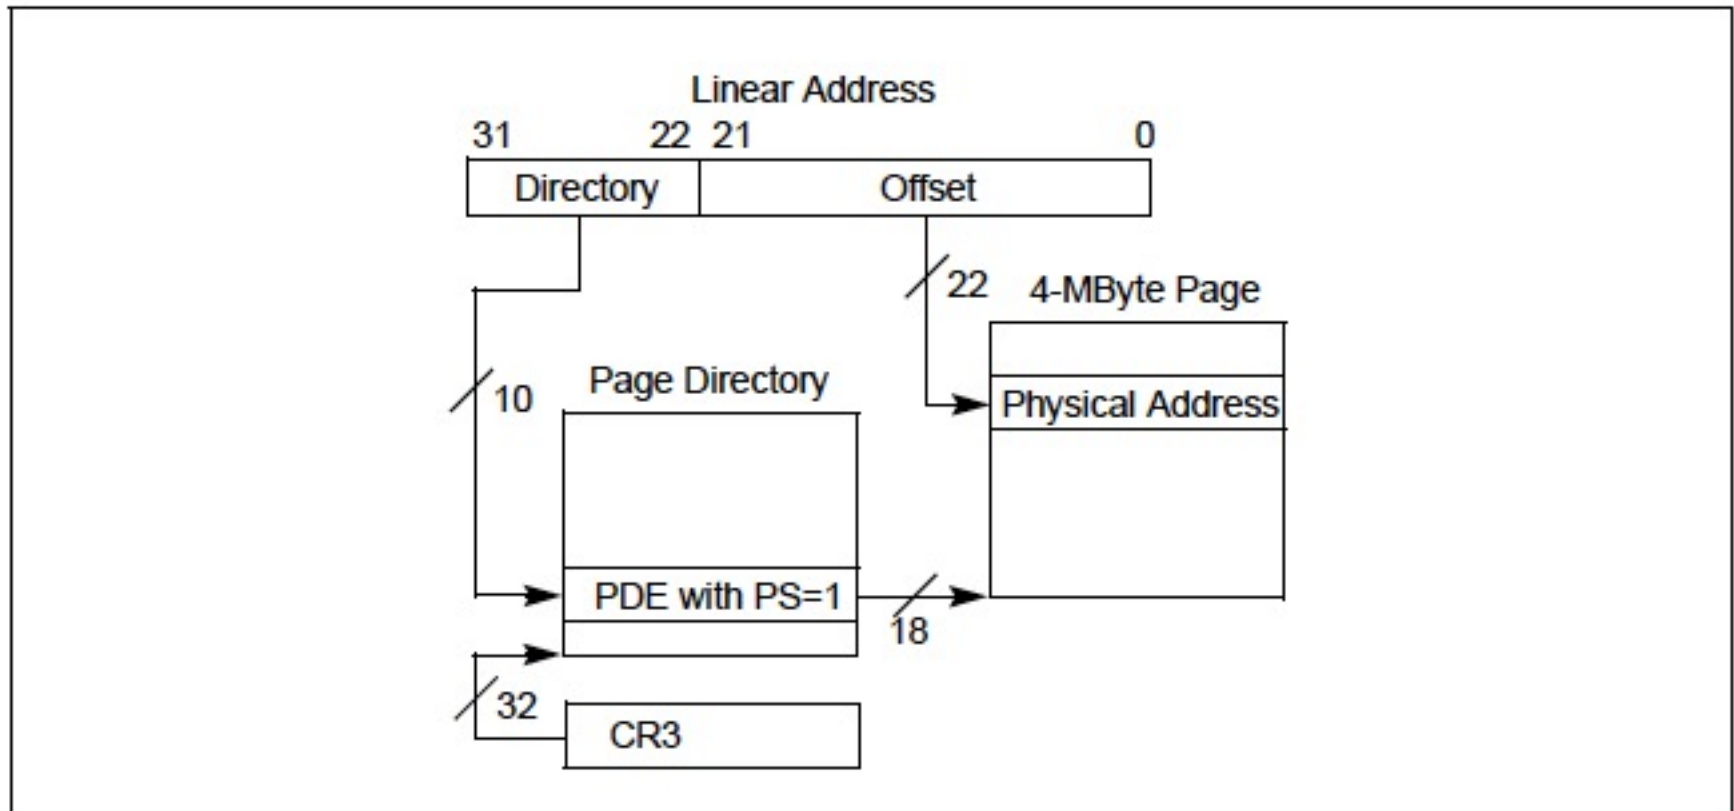 Linear Address
31 22 21 0
Directory Offset
22
4-MByte Page
Page Directory
10
Physical Address
PDE with PS=1
18
32
CR3